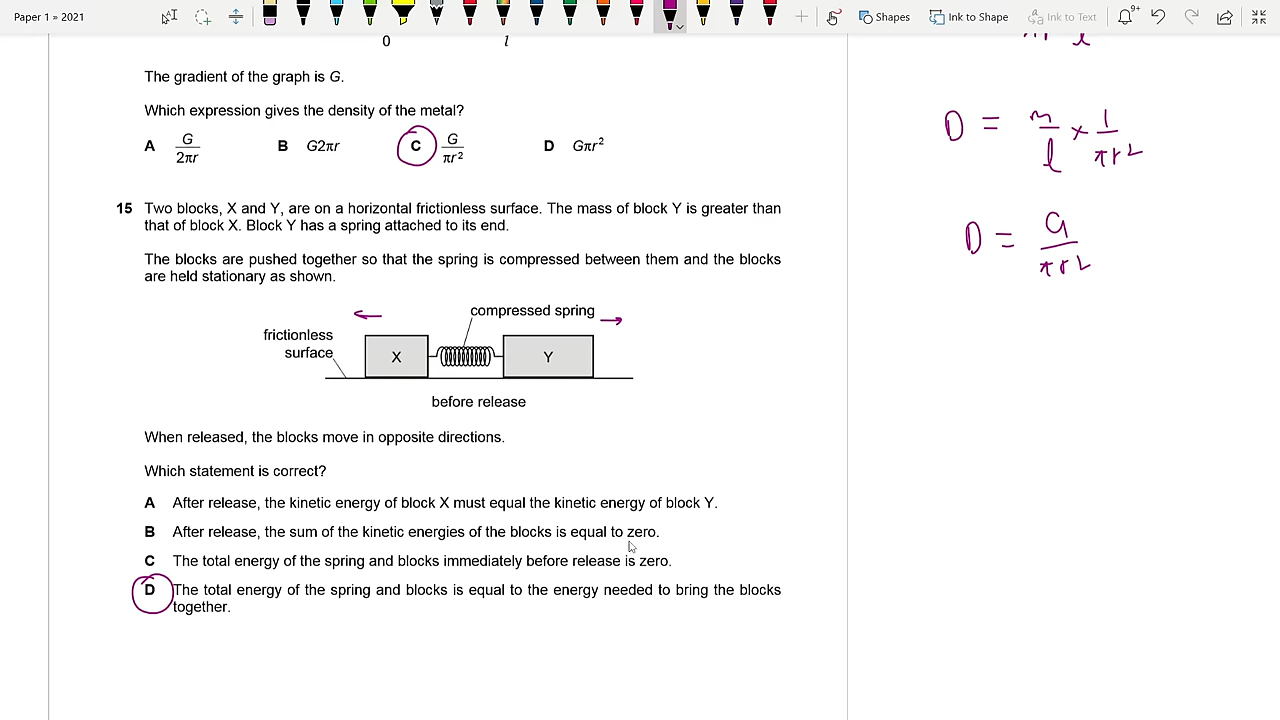 Paper 1 » 2021
Shapes
Ink to Shape
Ink to Text
9+
0 l
The gradient of the graph is G.
Which expression gives the density of the metal?
A G/2πr B G2πr C G/πr² D Gπr²
D = m/l × 1/πr²
15 Two blocks, X and Y, are on a horizontal frictionless surface. The mass of block Y is greater than
that of block X. Block Y has a spring attached to its end.
D = G/πr²
The blocks are pushed together so that the spring is compressed between them and the blocks
are held stationary as shown.
compressed spring
frictionless
surface
X
Y
before release
When released, the blocks move in opposite directions.
Which statement is correct?
A After release, the kinetic energy of block X must equal the kinetic energy of block Y.
B After release, the sum of the kinetic energies of the blocks is equal to zero.
C The total energy of the spring and blocks immediately before release is zero.
D The total energy of the spring and blocks is equal to the energy needed to bring the blocks
together.